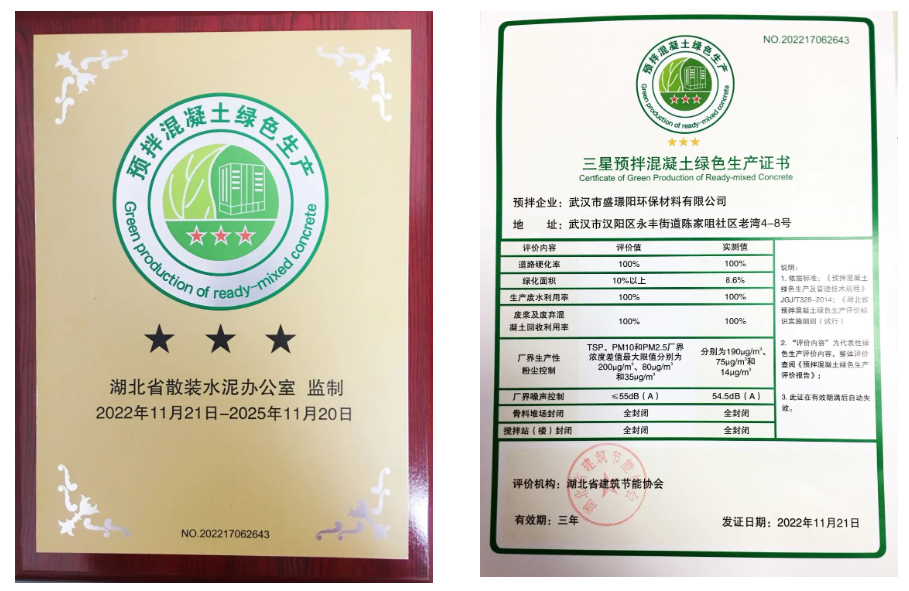 预拌混凝土绿色生产
Green production of ready-mixed concrete
湖北省散装水泥办公室 监制
2022年11月21日-2025年11月20日
NO.202217062643
NO.202217062643
预拌混凝土绿色生产
Green production of ready-mixed concrete
三星预拌混凝土绿色生产证书
Certficate of Green Production of Ready-mixed Concrete
预拌企业：武汉市盛璟阳环保材料有限公司
地 址：武汉市汉阳区永丰街道陈家咀社区老湾4-8号
评价内容 评价值 实测值
道路硬化率 100% 100%
绿化面积 10%以上 8.6%
生产废水利用率 100% 100%
废浆及废弃混
凝土回收利用率 100% 100%
厂界生产性
粉尘控制
TSP、PM10和PM2.5厂界
浓度差值最大限值分别为
200μg/m³、80μg/m³
和35μg/m³
分别为190μg/m³、
75μg/m³和
14μg/m³
厂界噪声控制 ≤55dB（A） 54.5dB（A）
骨料堆场封闭 全封闭 全封闭
搅拌站（楼）封闭 全封闭 全封闭
说明：
1. 依据标准：《预拌混凝土
绿色生产及管理技术规程》
JGJ/T328-2014；《湖北省
预拌混凝土绿色生产评价标
识实施细则（试行）
2. “评价内容”为代表性绿
色生产评价内容，整体评价
查阅《预拌混凝土绿色生产
评价报告》；
3. 此证在有效期满后自动失
效。
评价机构：湖北省建筑节能协会
有效期：三年
发证日期：2022年11月21日